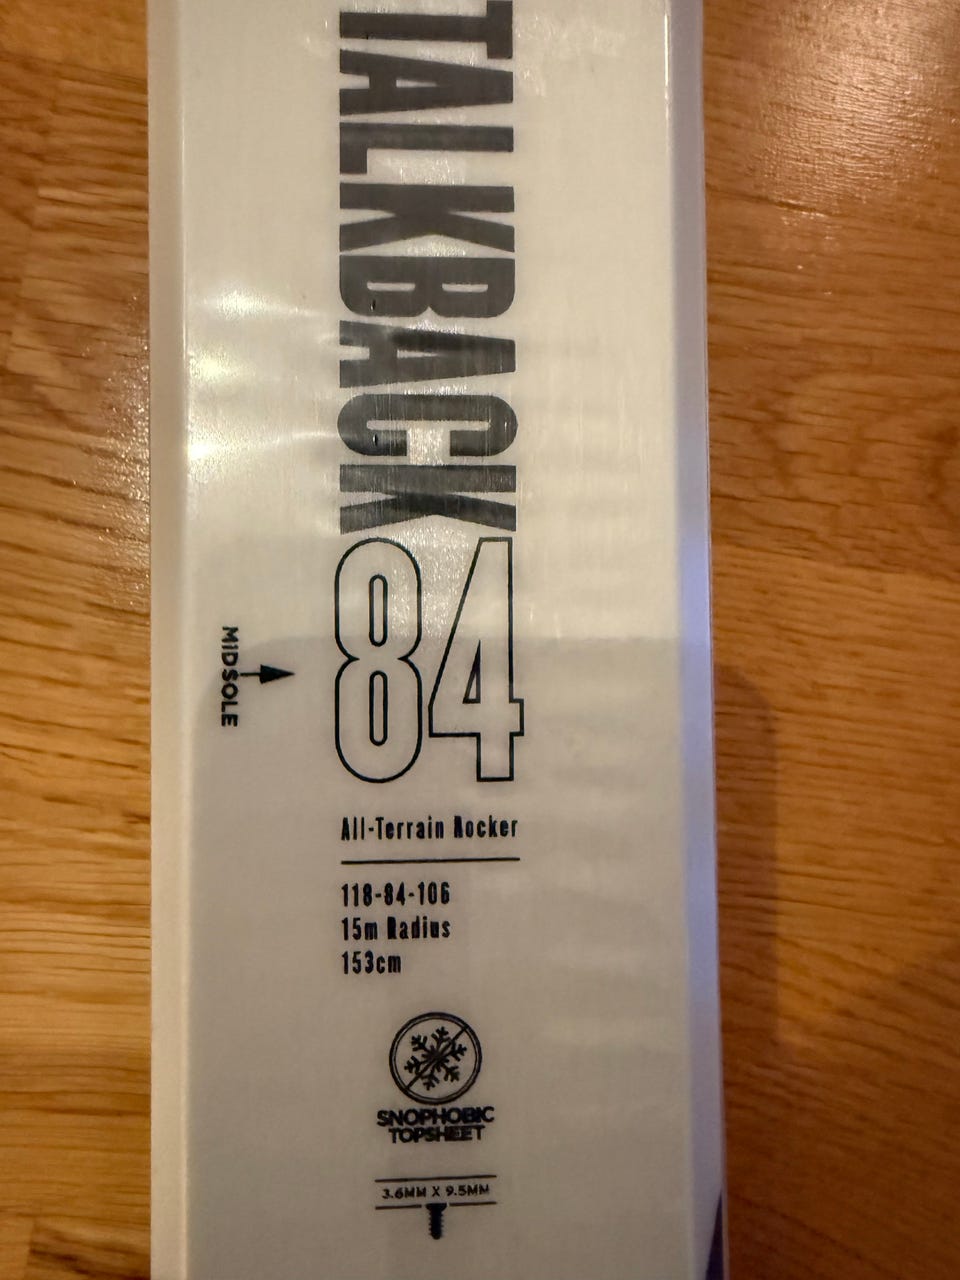 TALKBACK
84
MIDSOLE
All-Terrain Rocker
118-84-106
15m Radius
153cm
SNOPHOBIC
TOPSHEET
3.6MM X 9.5MM